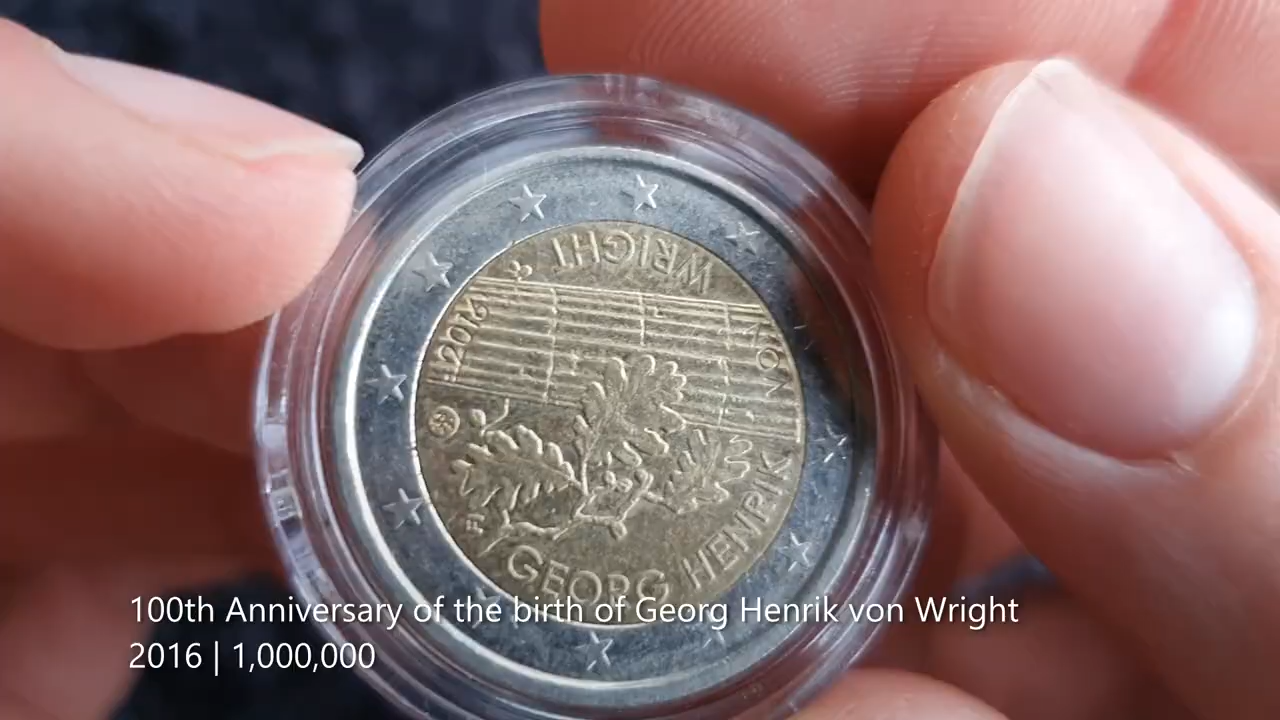 GEORG HENRIK VON WRIGHT
2016
FI
100th Anniversary of the birth of Georg Henrik von Wright
2016 | 1,000,000